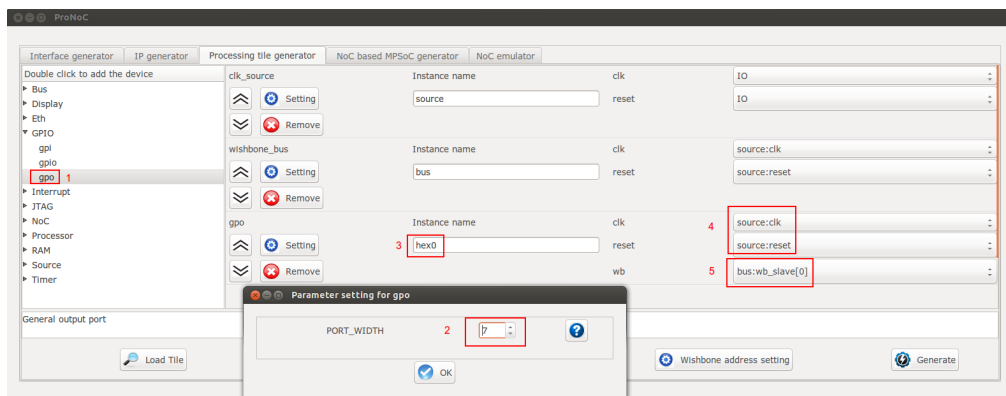 ProNoC
Interface generator IP generator Processing tile generator NoC based MPSoC generator NoC emulator
Double click to add the device
Bus
Display
Eth
GPIO
gpi
gpio
gpo 1
Interrupt
JTAG
NoC
Processor
RAM
Source
Timer
clk_source Instance name clk IO
Setting source reset IO
Remove
wishbone_bus Instance name clk source:clk
Setting bus reset source:reset
Remove
gpo Instance name clk 4 source:clk
Setting 3 hex0 reset source:reset
Remove wb 5 bus:wb_slave[0]
Parameter setting for gpo
PORT_WIDTH 2 7
OK
General output port
Load Tile Wishbone address setting Generate